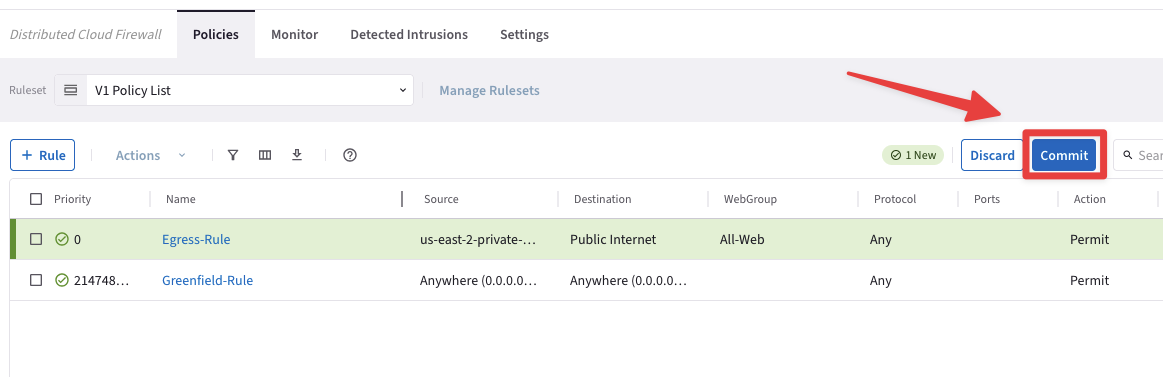 Distributed Cloud Firewall Policies Monitor Detected Intrusions Settings
Ruleset V1 Policy List Manage Rulesets
+ Rule Actions 1 New Discard Commit Sear
Priority Name Source Destination WebGroup Protocol Ports Action
0 Egress-Rule us-east-2-private-... Public Internet All-Web Any Permit
214748... Greenfield-Rule Anywhere (0.0.0.0... Anywhere (0.0.0.0... Any Permit